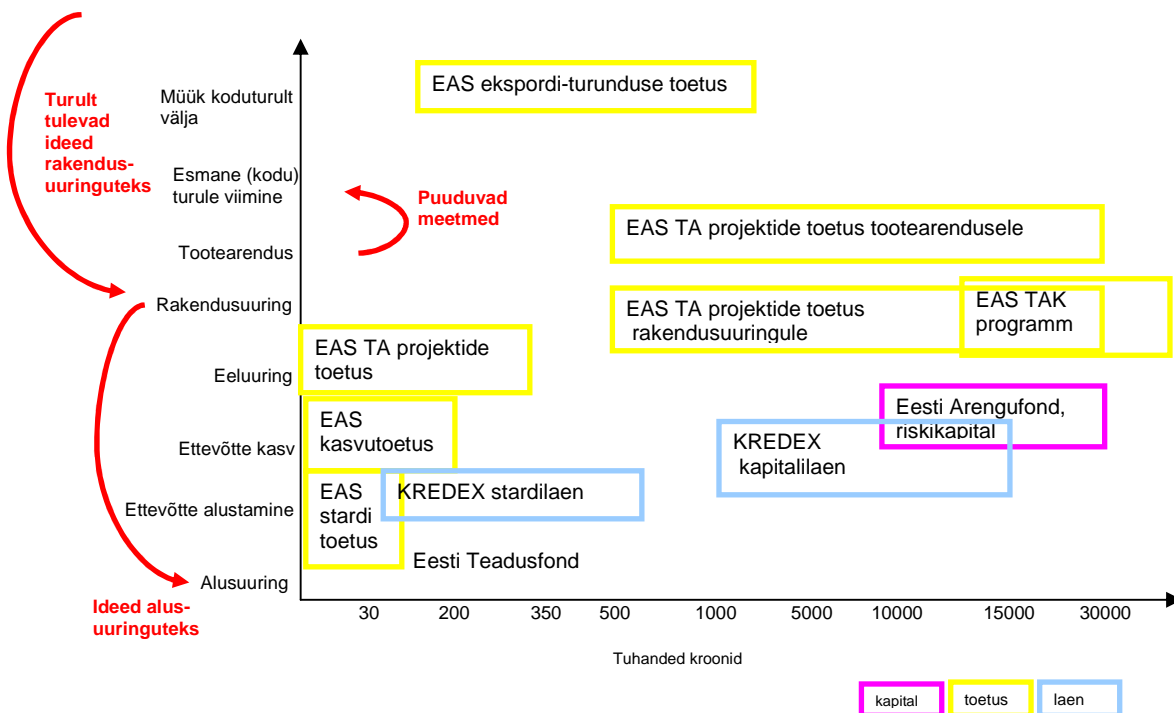 EAS ekspordi-turunduse toetus
Müük koduturult
välja
Turult
tulevad
ideed
rakendus-
uuringuteks
Esmane (kodu)
turule viimine
Puuduvad
meetmed
EAS TA projektide toetus tootearendusele
Tootearendus
Rakendusuuring
EAS TA projektide toetus
rakendusuuringule
EAS TAK
programm
EAS TA projektide
toetus
Eeluuring
Eesti Arengufond,
riskikapital
EAS
kasvutoetus
KREDEX
kapitalilaen
Ettevõtte kasv
EAS
stardi
toetus
KREDEX stardilaen
Ettevõtte alustamine
Eesti Teadusfond
Alusuuring
Ideed alus-
uuringuteks
30 200 350 500 1000 5000 10000 15000 30000
Tuhanded kroonid
kapital toetus laen